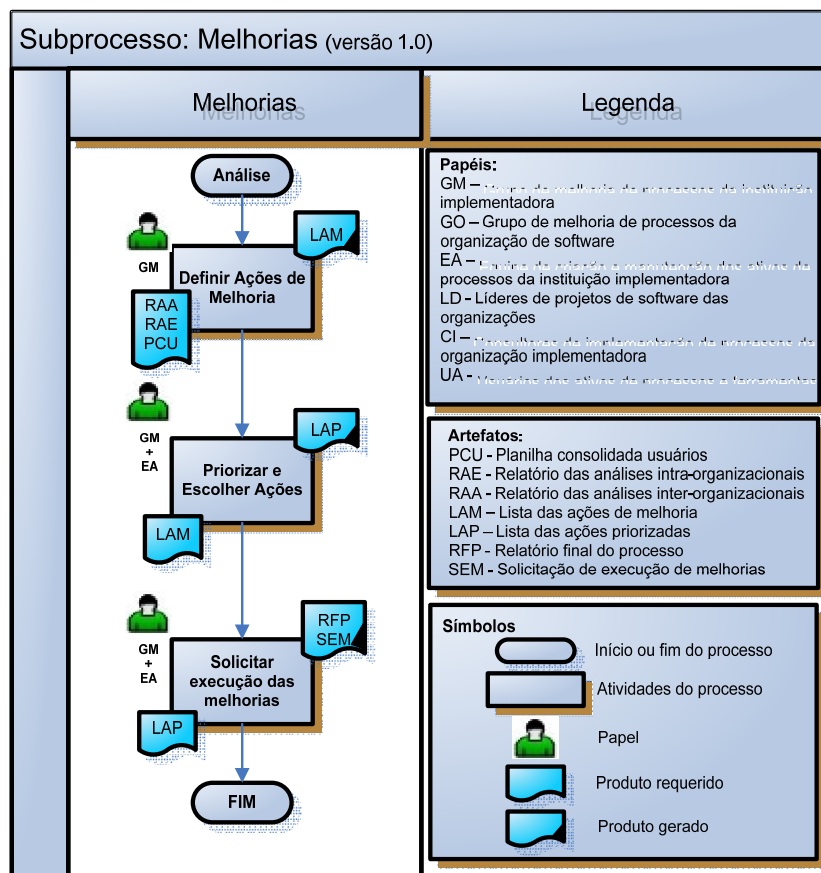 Subprocesso: Melhorias (versão 1.0)
Melhorias
Análise
GM
LAM
Definir Ações de
Melhoria
RAA
RAE
PCU
GM
+
EA
LAP
Priorizar e
Escolher Ações
LAM
GM
+
EA
RFP
SEM
Solicitar
execução das
melhorias
LAP
FIM
Legenda
Papéis:
GM –
implementadora
GO – Grupo de melhoria de processos da
organização de software
EA –
processos da instituição implementadora
LD - Líderes de projetos de software das
organizações
CI –
organização implementadora
UA -
Artefatos:
PCU - Planilha consolidada usuários
RAE - Relatório das análises intra-organizacionais
RAA - Relatório das análises inter-organizacionais
LAM – Lista das ações de melhoria
LAP – Lista das ações priorizadas
RFP - Relatório final do processo
SEM - Solicitação de execução de melhorias
Símbolos
Início ou fim do processo
Atividades do processo
Papel
Produto requerido
Produto gerado